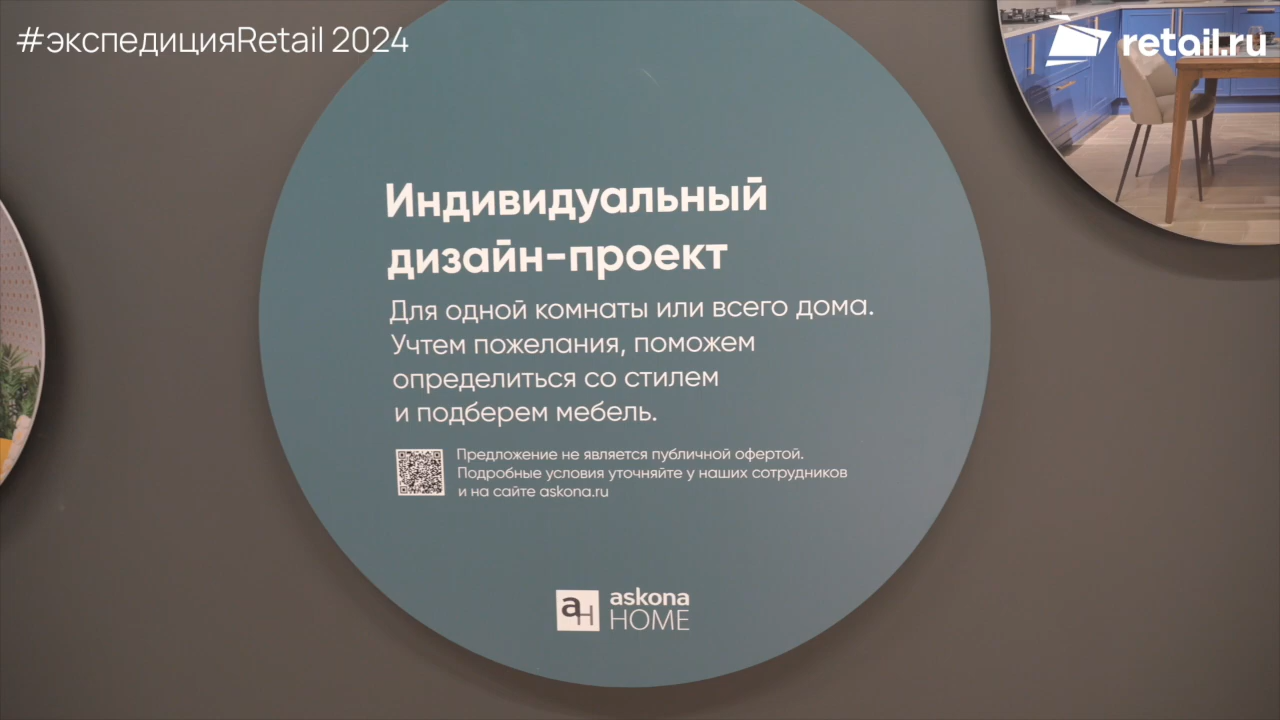 #экспедицияRetail 2024
retail.ru
Индивидуальный
дизайн-проект
Для одной комнаты или всего дома.
Учтем пожелания, поможем
определиться со стилем
и подберем мебель.
Предложение не является публичной офертой.
Подробные условия уточняйте у наших сотрудников
и на сайте askona.ru
aH askona
HOME